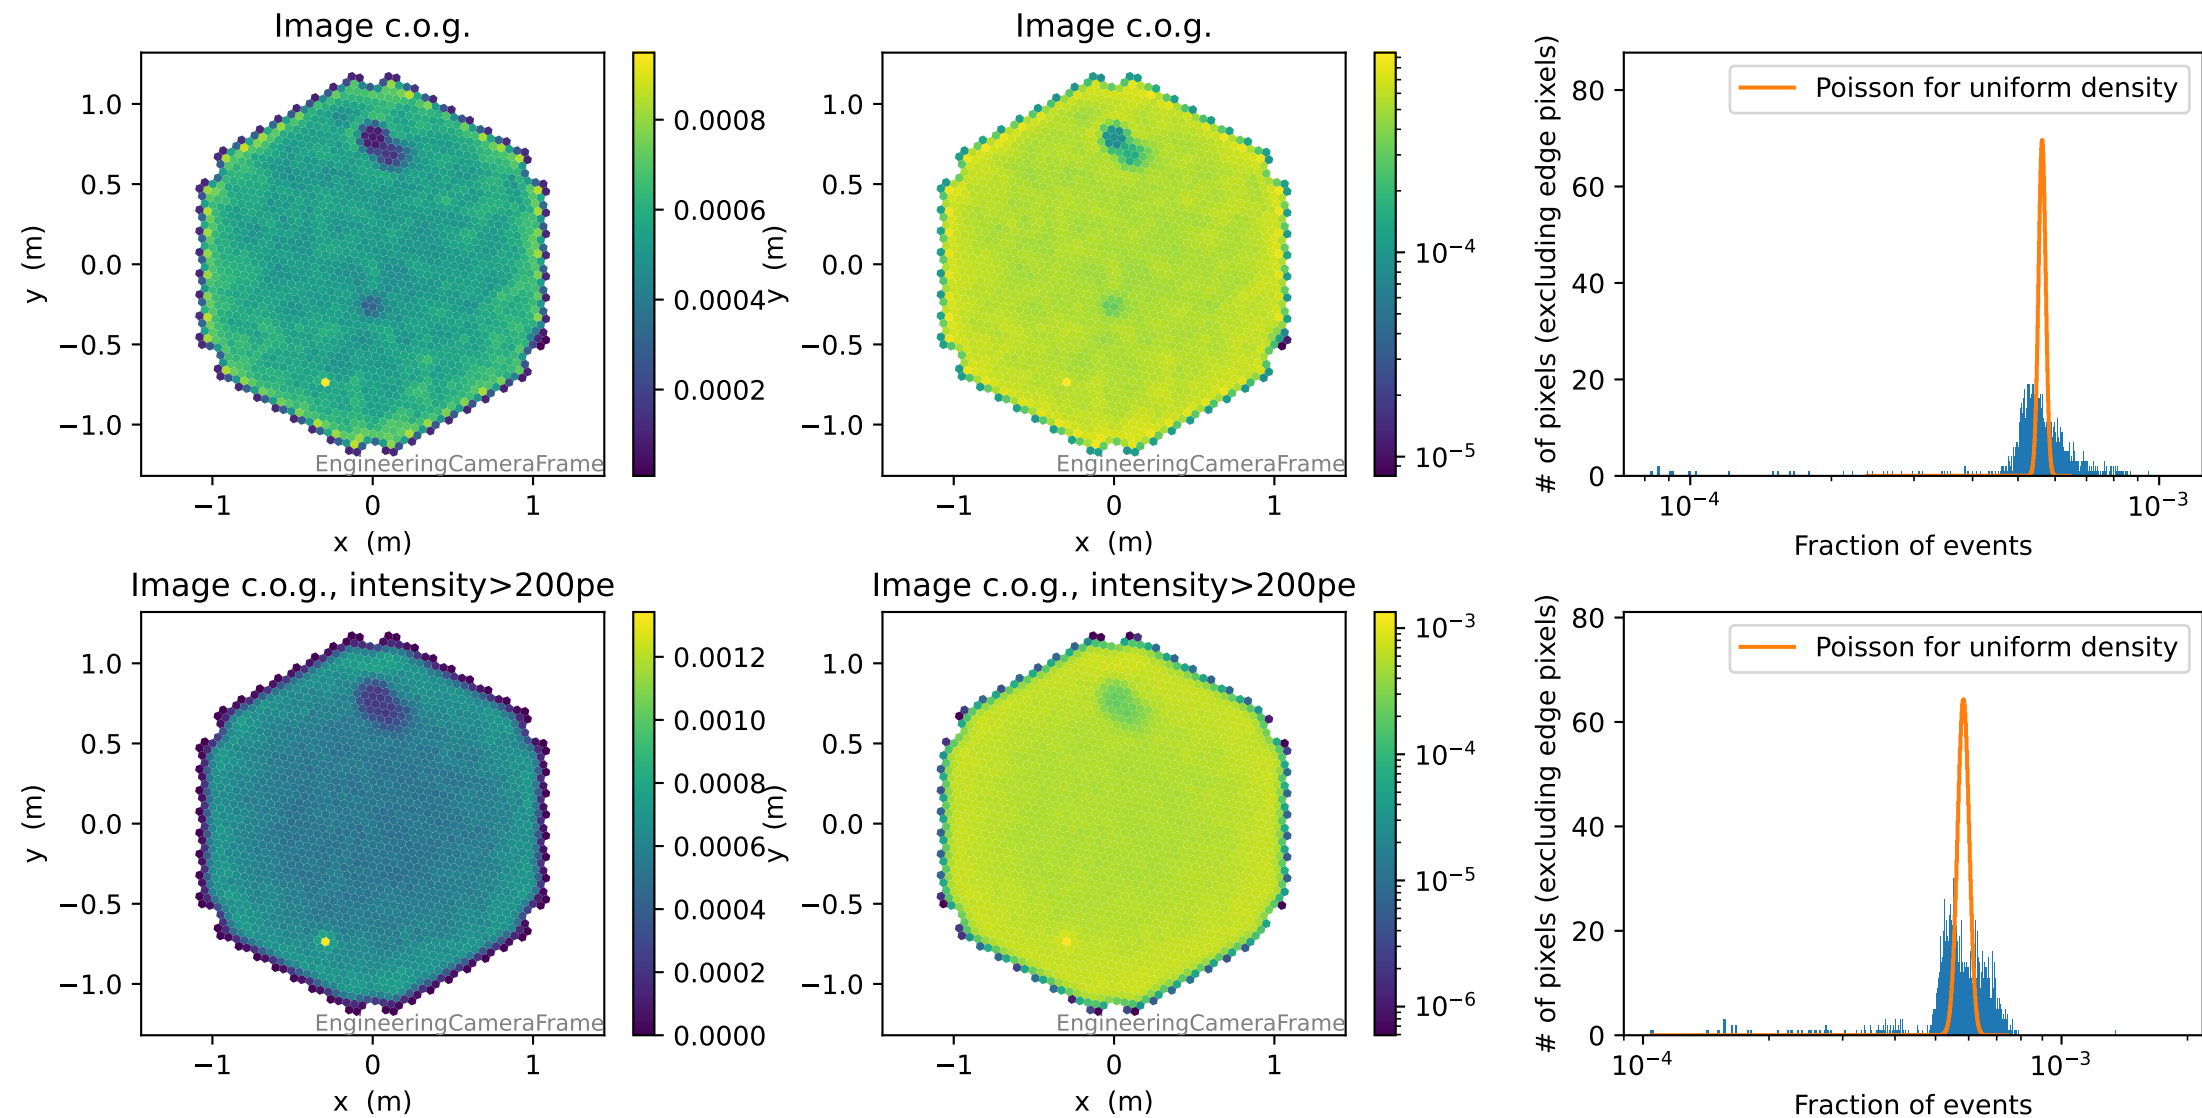 Image c.o.g.
y (m)
1.0
0.5
0.0
−0.5
−1.0
−1
0
1
x (m)
EngineeringCameraFrame
0.0008
0.0006
0.0004
0.0002
Image c.o.g.
y (m)
1.0
0.5
0.0
−0.5
−1.0
−1
0
1
x (m)
EngineeringCameraFrame
10⁻⁴
10⁻⁵
# of pixels (excluding edge pixels)
80
60
40
20
0
Poisson for uniform density
10⁻⁴
10⁻³
Fraction of events
Image c.o.g., intensity>200pe
y (m)
1.0
0.5
0.0
−0.5
−1.0
−1
0
1
x (m)
EngineeringCameraFrame
0.0012
0.0010
0.0008
0.0006
0.0004
0.0002
0.0000
Image c.o.g., intensity>200pe
y (m)
1.0
0.5
0.0
−0.5
−1.0
−1
0
1
x (m)
EngineeringCameraFrame
10⁻³
10⁻⁴
10⁻⁵
10⁻⁶
# of pixels (excluding edge pixels)
80
60
40
20
0
Poisson for uniform density
10⁻⁴
10⁻³
Fraction of events